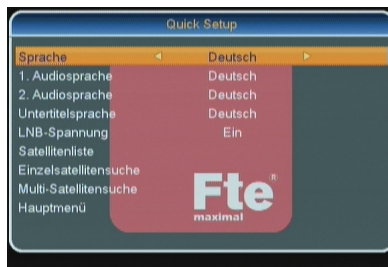 Quick Setup
Sprache Deutsch
1. Audiosprache Deutsch
2. Audiosprache Deutsch
Untertitelsprache Deutsch
LNB-Spannung Ein
Satellitenliste
Einzelsatellitensuche
Multi-Satellitensuche
Hauptmenü
Fte®
maximal